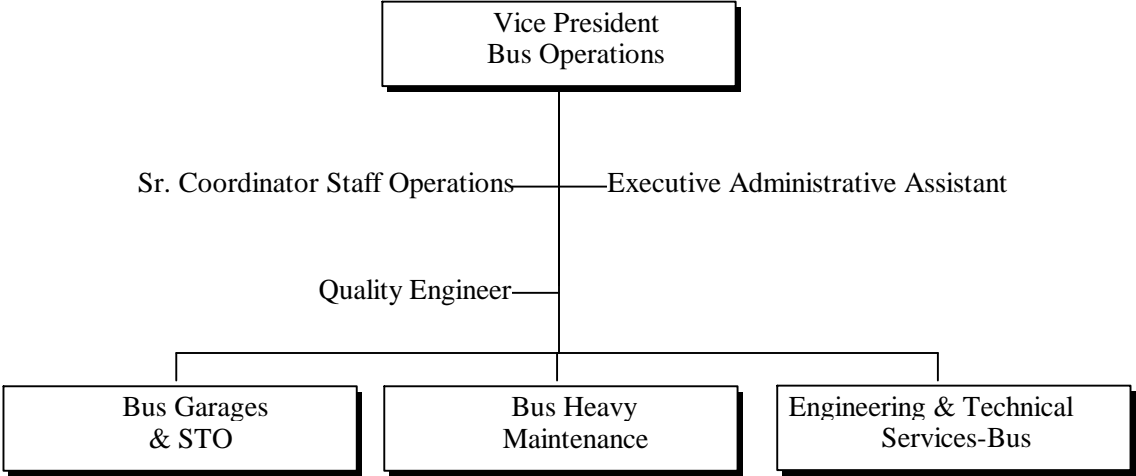 Vice President
Bus Operations
Sr. Coordinator Staff Operations
Executive Administrative Assistant
Quality Engineer
Bus Garages
& STO
Bus Heavy
Maintenance
Engineering & Technical
Services-Bus